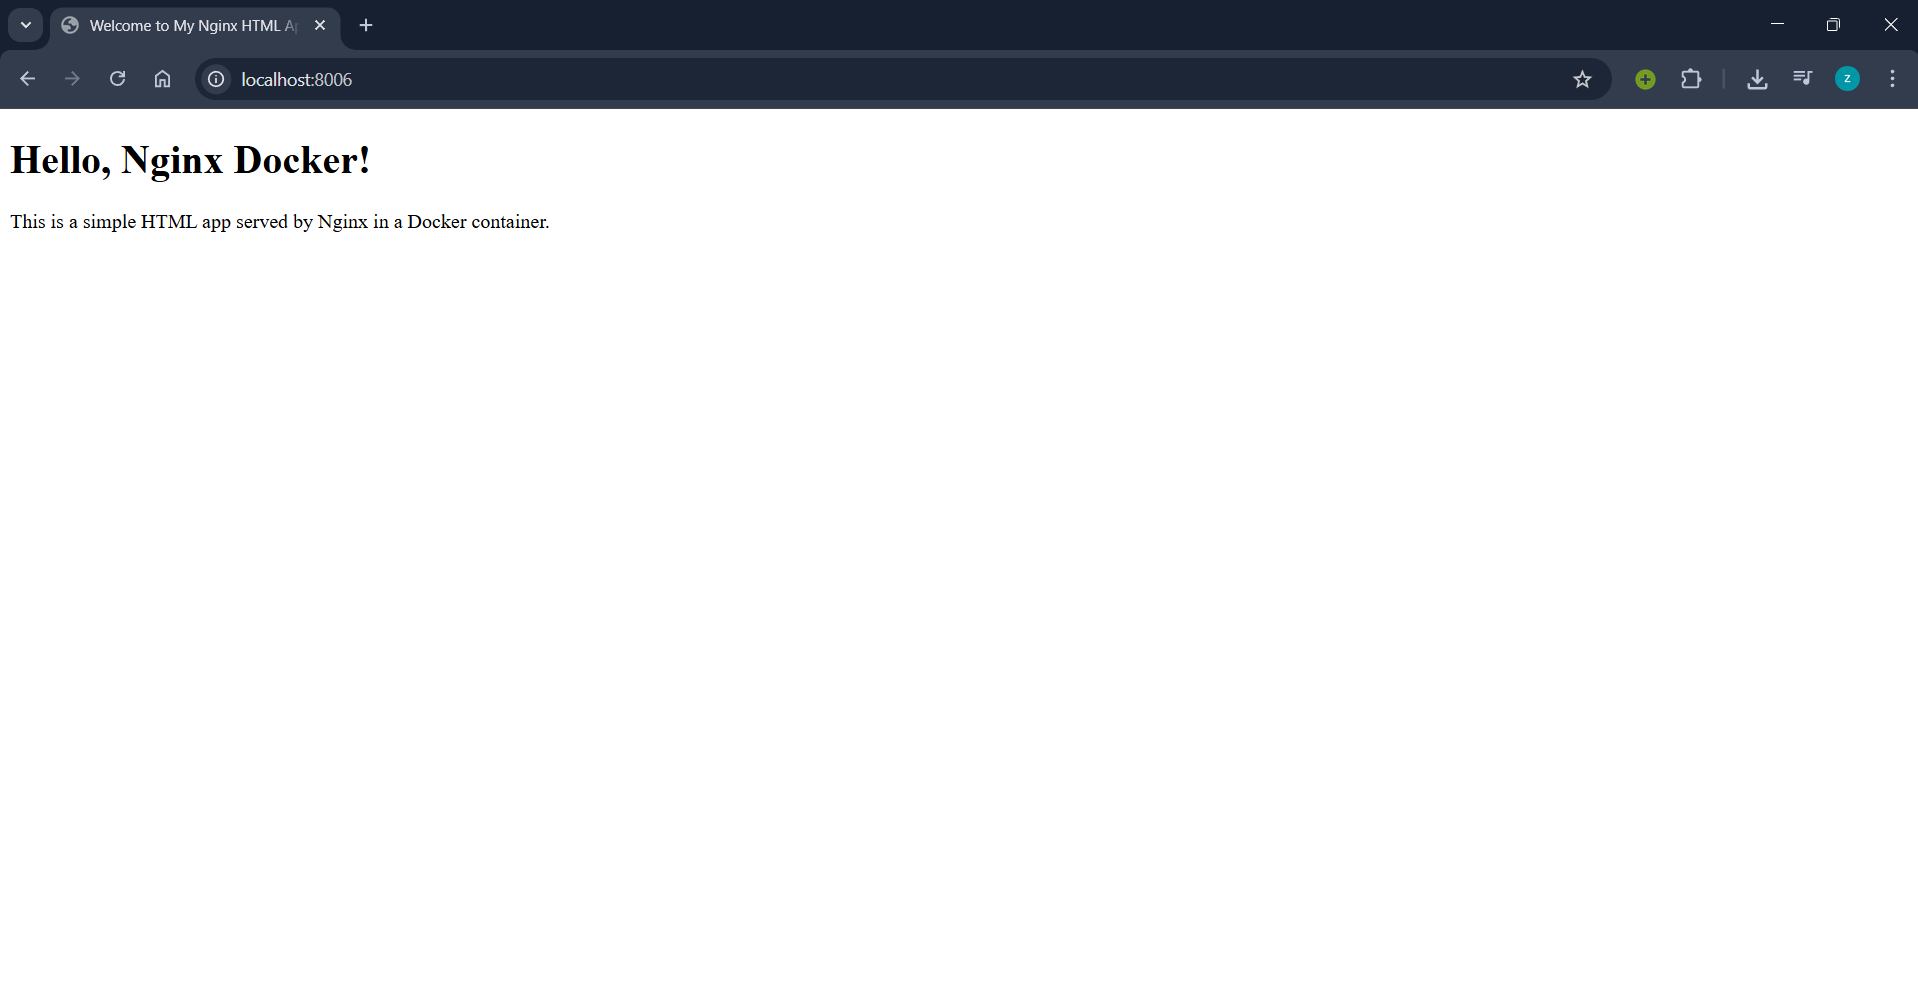 Welcome to My Nginx HTML A
localhost:8006
z
Hello, Nginx Docker!
This is a simple HTML app served by Nginx in a Docker container.